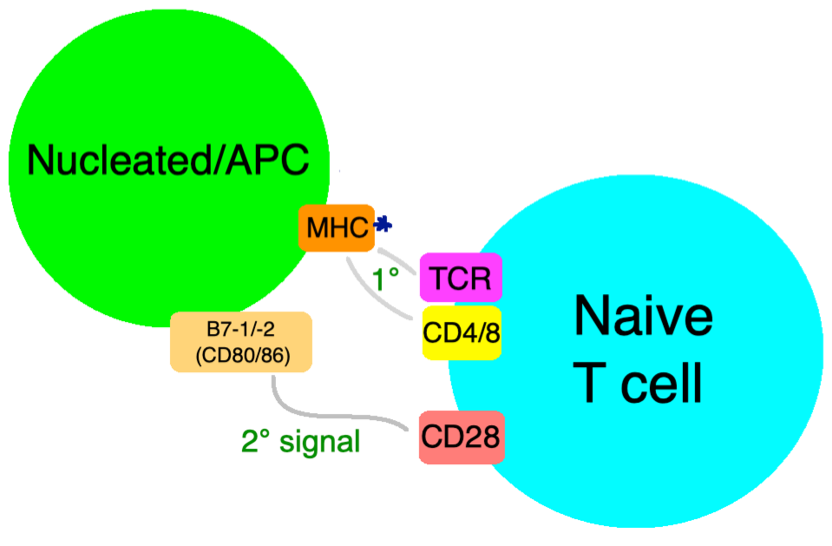 Nucleated/APC
MHC*
1°
TCR
CD4/8
B7-1/-2
(CD80/86)
Naive
T cell
CD28
2° signal